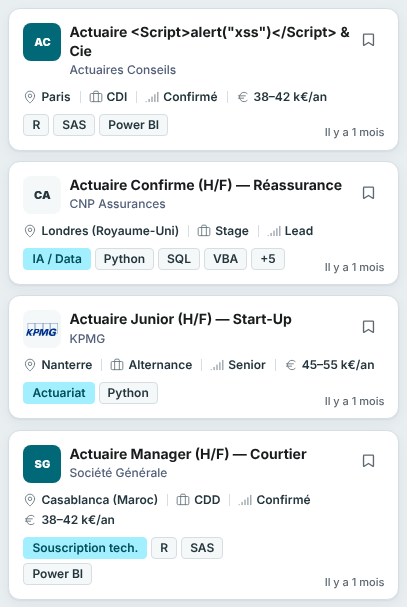 AC
Actuaire <Script>alert("xss")</Script> &
Cie
Actuaires Conseils
Paris CDI Confirmé 38–42 k€/an
R SAS Power BI
Il y a 1 mois
CA
Actuaire Confirme (H/F) — Réassurance
CNP Assurances
Londres (Royaume-Uni) Stage Lead
IA / Data Python SQL VBA +5
Il y a 1 mois
KPMG
Actuaire Junior (H/F) — Start-Up
KPMG
Nanterre Alternance Senior 45–55 k€/an
Actuariat Python
Il y a 1 mois
SG
Actuaire Manager (H/F) — Courtier
Société Générale
Casablanca (Maroc) CDD Confirmé
38–42 k€/an
Souscription tech. R SAS
Power BI
Il y a 1 mois